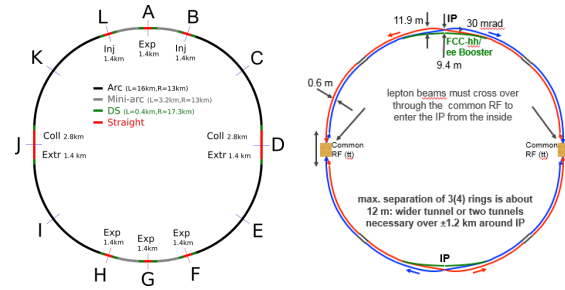 A
L
B
Inj
1.4km
Exp
1.4km
Inj
1.4km
K
C
Arc (L=16km,R=13km)
Mini-arc (L=3.2km,R=13km)
DS (L=0.4km,R=17.3km)
Straight
J
Coll 2.8km
Extr 1.4 km
Coll 2.8km
Extr 1.4 km
D
I
E
Exp
1.4km
Exp
1.4km
Exp
1.4km
H
G
F
11.9 m
IP
30 mrad
FCC-hh/
ee Booster
9.4 m
0.6 m
lepton beams must cross over
through the common RF to
enter the IP from the inside
Common
RF (tt)
Common
RF (tt)
max. separation of 3(4) rings is about
12 m: wider tunnel or two tunnels
necessary over ±1.2 km around IP
IP